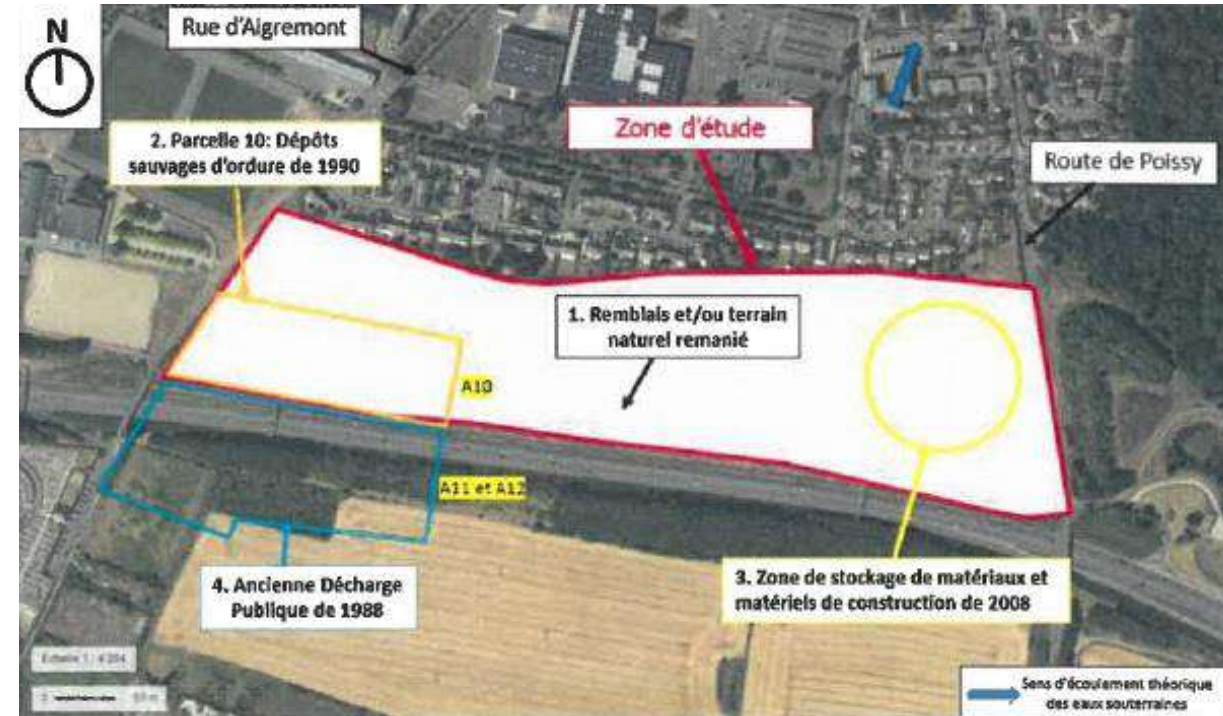 N
Rue d'Aigremont
2. Parcelle 10: Dépôts
sauvages d'ordure de 1990
Zone d'étude
Route de Poissy
1. Remblais et/ou terrain
naturel remanié
A10
A11 et A12
4. Ancienne Décharge
Publique de 1988
3. Zone de stockage de matériaux et
matériels de construction de 2008
Sens d'écoulement théorique
des eaux souterraines